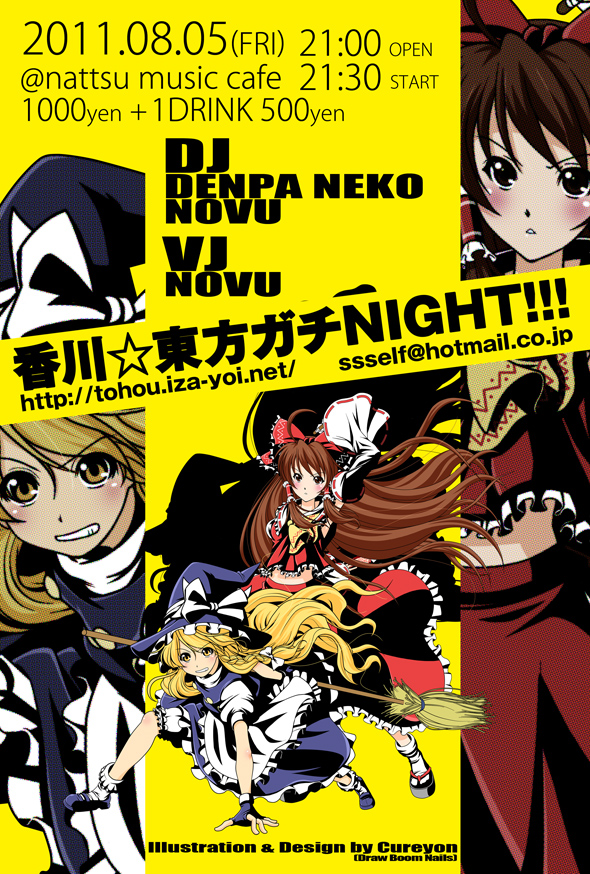 2011.08.05(FRI) 21:00 OPEN
@nattsu music cafe 21:30 START
1000yen + 1DRINK 500yen
DJ
DENPA NEKO
NOVU
VJ
NOVU
香川☆東方ガチNIGHT!!!
http://tohou.iza-yoi.net/ ssself@hotmail.co.jp
Illustration & Design by Cureyon
(Draw Boom Nails)